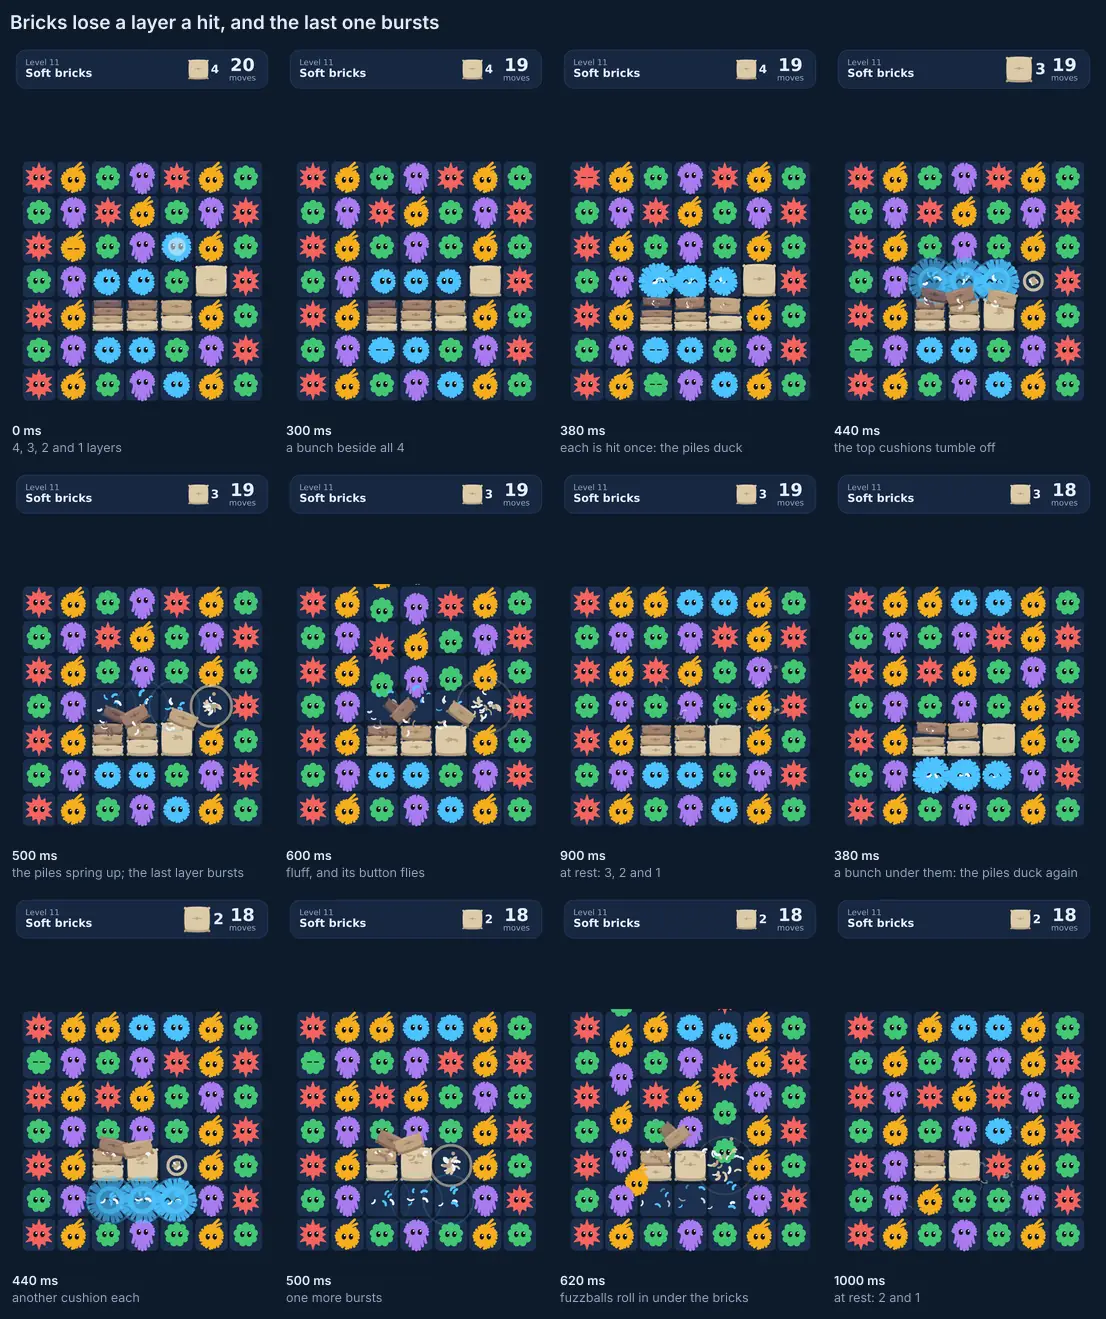 Bricks lose a layer a hit, and the last one bursts
Level 11
Soft bricks
4
20
moves
Level 11
Soft bricks
4
19
moves
Level 11
Soft bricks
4
19
moves
Level 11
Soft bricks
3
19
moves
0 ms
4, 3, 2 and 1 layers
300 ms
a bunch beside all 4
380 ms
each is hit once: the piles duck
440 ms
the top cushions tumble off
Level 11
Soft bricks
3
19
moves
Level 11
Soft bricks
3
19
moves
Level 11
Soft bricks
3
19
moves
Level 11
Soft bricks
3
18
moves
500 ms
the piles spring up; the last layer bursts
600 ms
fluff, and its button flies
900 ms
at rest: 3, 2 and 1
380 ms
a bunch under them: the piles duck again
Level 11
Soft bricks
2
18
moves
Level 11
Soft bricks
2
18
moves
Level 11
Soft bricks
2
18
moves
Level 11
Soft bricks
2
18
moves
440 ms
another cushion each
500 ms
one more bursts
620 ms
fuzzballs roll in under the bricks
1000 ms
at rest: 2 and 1